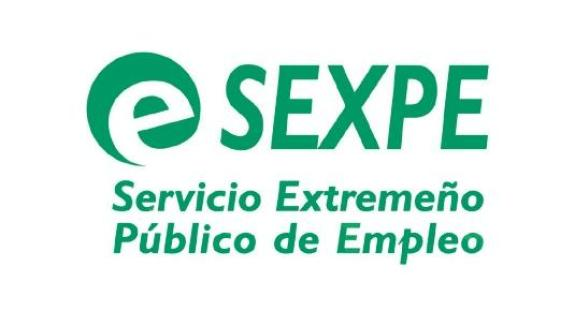 e SEXPE
Servicio Extremeño
Público de Empleo